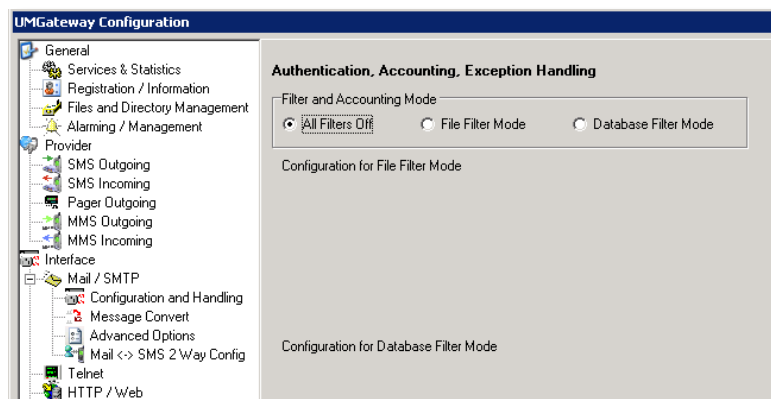 UMGateway Configuration
General
Services & Statistics
Registration / Information
Files and Directory Management
Alarming / Management
Provider
SMS Outgoing
SMS Incoming
Pager Outgoing
MMS Outgoing
MMS Incoming
Interface
Mail / SMTP
Configuration and Handling
Message Convert
Advanced Options
Mail <-> SMS 2 Way Config
Telnet
HTTP / Web
Authentication, Accounting, Exception Handling
Filter and Accounting Mode
All Filters Off File Filter Mode Database Filter Mode
Configuration for File Filter Mode
Configuration for Database Filter Mode